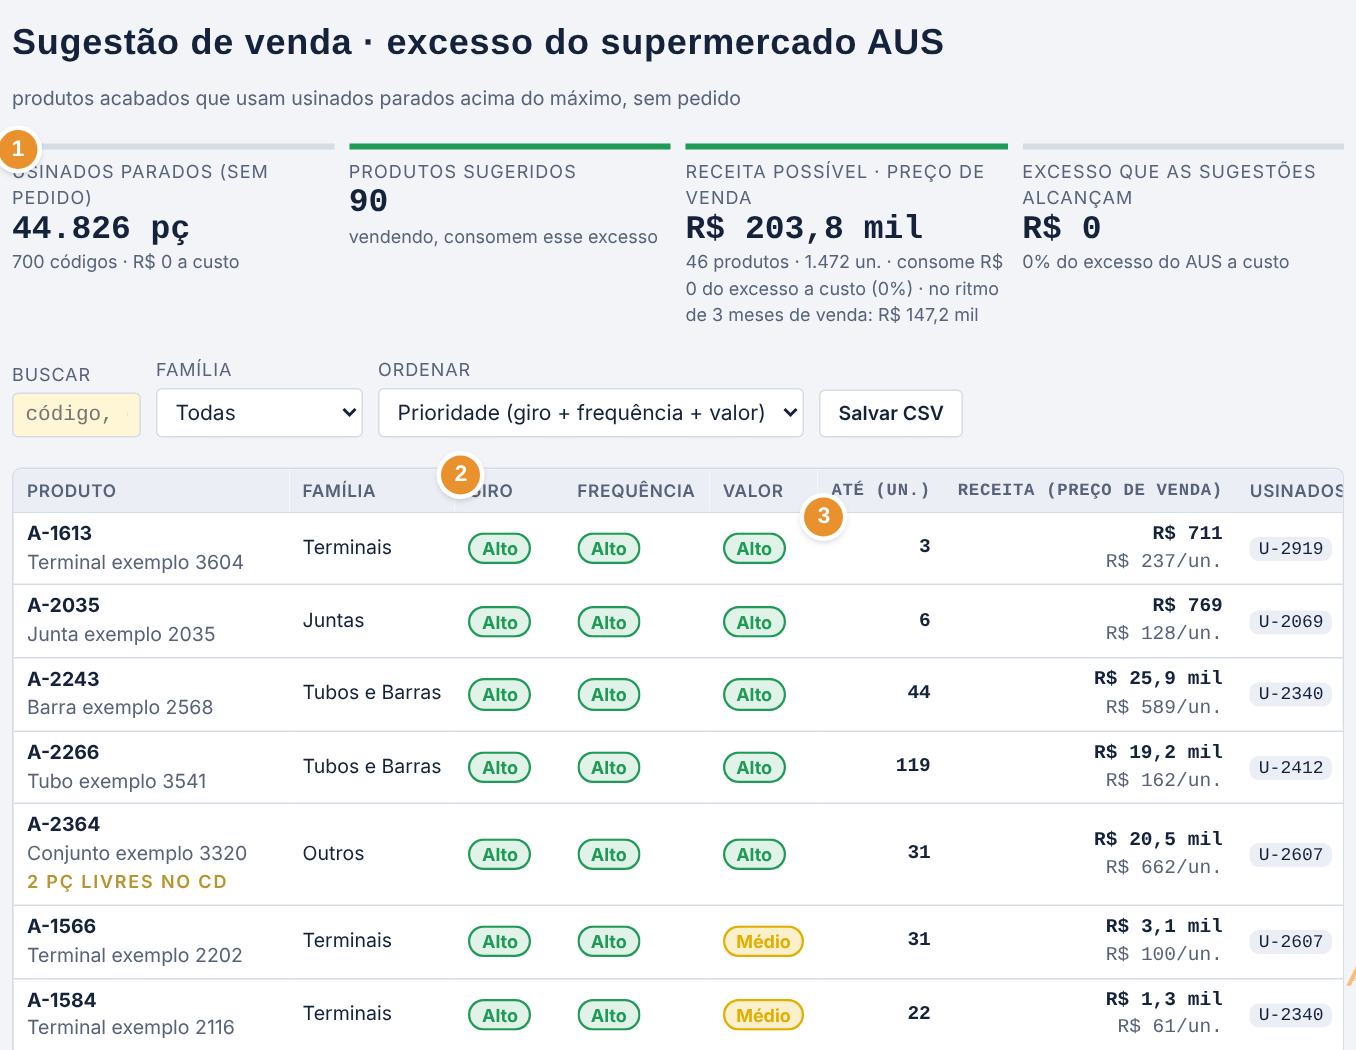 Sugestão de venda · excesso do supermercado AUS
produtos acabados que usam usinados parados acima do máximo, sem pedido
1
USINADOS PARADOS (SEM PEDIDO)
44.826 pç
700 códigos · R$ 0 a custo
PRODUTOS SUGERIDOS
90
vendendo, consomem esse excesso
RECEITA POSSÍVEL · PREÇO DE VENDA
R$ 203,8 mil
46 produtos · 1.472 un. · consome R$
0 do excesso a custo (0%) · no ritmo
de 3 meses de venda: R$ 147,2 mil
EXCESSO QUE AS SUGESTÕES ALCANÇAM
R$ 0
0% do excesso do AUS a custo
BUSCAR
código,
FAMÍLIA
Todas
ORDENAR
Prioridade (giro + frequência + valor)
Salvar CSV
2
3
PRODUTO FAMÍLIA GIRO FREQUÊNCIA VALOR ATÉ (UN.) RECEITA (PREÇO DE VENDA) USINADOS
A-1613
Terminal exemplo 3604
Terminais Alto Alto Alto 3
R$ 711
R$ 237/un.
U-2919
A-2035
Junta exemplo 2035
Juntas Alto Alto Alto 6
R$ 769
R$ 128/un.
U-2069
A-2243
Barra exemplo 2568
Tubos e Barras Alto Alto Alto 44
R$ 25,9 mil
R$ 589/un.
U-2340
A-2266
Tubo exemplo 3541
Tubos e Barras Alto Alto Alto 119
R$ 19,2 mil
R$ 162/un.
U-2412
A-2364
Conjunto exemplo 3320
2 PÇ LIVRES NO CD
Outros Alto Alto Alto 31
R$ 20,5 mil
R$ 662/un.
U-2607
A-1566
Terminal exemplo 2202
Terminais Alto Alto Médio 31
R$ 3,1 mil
R$ 100/un.
U-2607
A-1584
Terminal exemplo 2116
Terminais Alto Alto Médio 22
R$ 1,3 mil
R$ 61/un.
U-2340